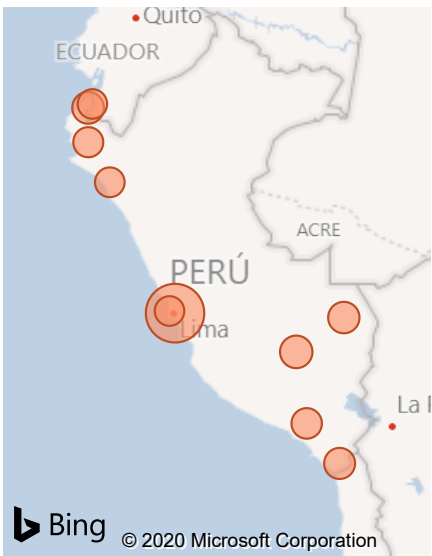 Quito
ECUADOR
ACRE
PERÚ
Lima
La
Bing
© 2020 Microsoft Corporation